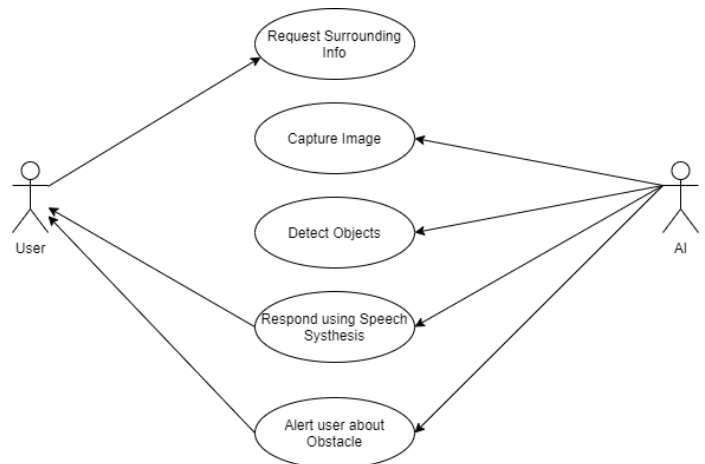 Request Surrounding
Info
Capture Image
User
AI
Detect Objects
Respond using Speech
Systhesis
Alert user about
Obstacle